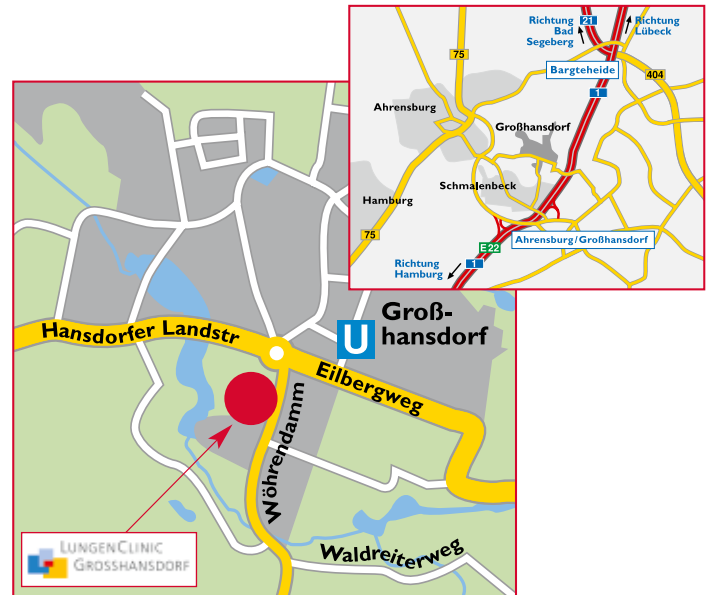 Richtung
Bad
Segeberg
21
Richtung
Lübeck
75
Bargteheide
404
1
Ahrensburg
Großhansdorf
Schmalenbeck
Hamburg
75
Ahrensburg/Großhansdorf
E 22
Richtung
Hamburg
1
Hansdorfer Landstr
U
Groß-
hansdorf
Eilbergweg
Wöhrendamm
Waldreiterweg
LUNGENCLINIC
GROSSHANSDORF